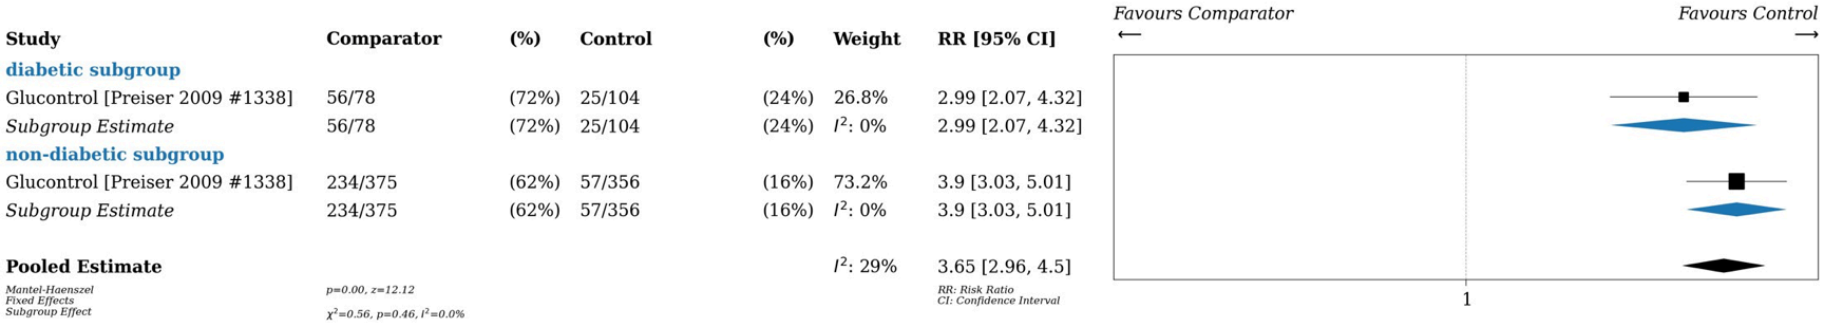 Favours Comparator Favours Control
Study Comparator (%) Control (%) Weight RR [95% CI] ← →
diabetic subgroup
Glucontrol [Preiser 2009 #1338] 56/78 (72%) 25/104 (24%) 26.8% 2.99 [2.07, 4.32]
Subgroup Estimate 56/78 (72%) 25/104 (24%) I²: 0% 2.99 [2.07, 4.32]
non-diabetic subgroup
Glucontrol [Preiser 2009 #1338] 234/375 (62%) 57/356 (16%) 73.2% 3.9 [3.03, 5.01]
Subgroup Estimate 234/375 (62%) 57/356 (16%) I²: 0% 3.9 [3.03, 5.01]
Pooled Estimate I²: 29% 3.65 [2.96, 4.5]
Mantel-Haenszel p=0.00, z=12.12 RR: Risk Ratio
Fixed Effects CI: Confidence Interval 1
Subgroup Effect χ²=0.56, p=0.46, I²=0.0%